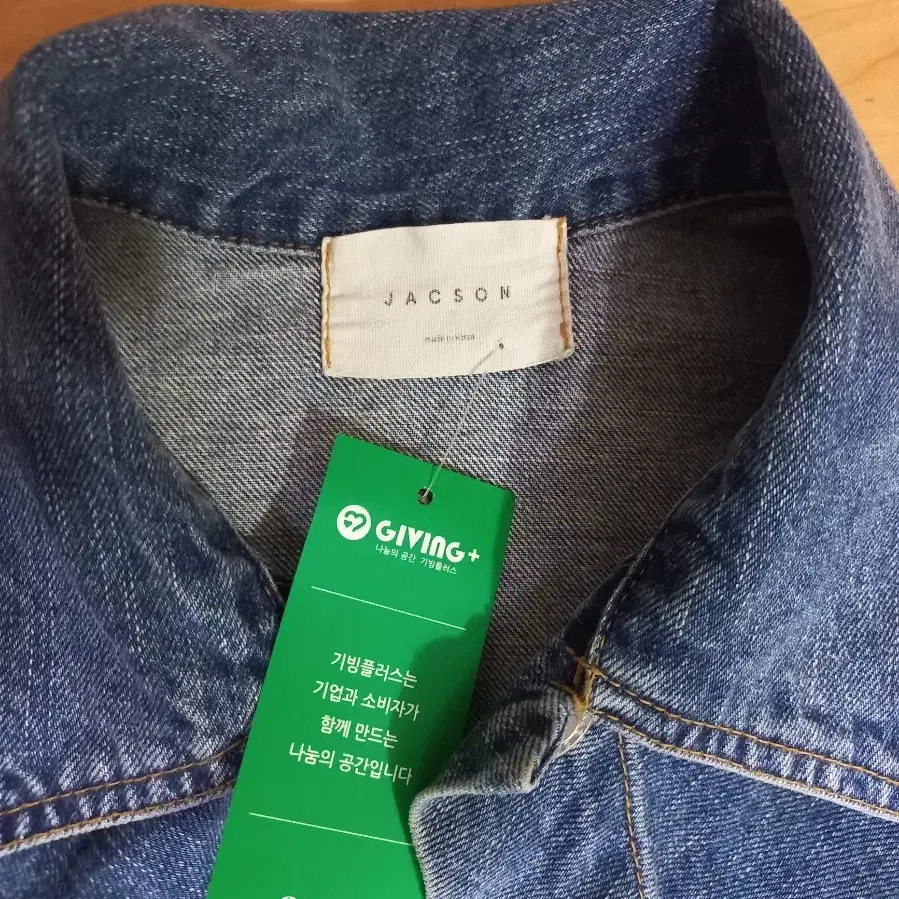 JACSON
made in korea
GIVING+
나눔의 공간 기빙플러스
기빙플러스는
기업과 소비자가
함께 만드는
나눔의 공간입니다